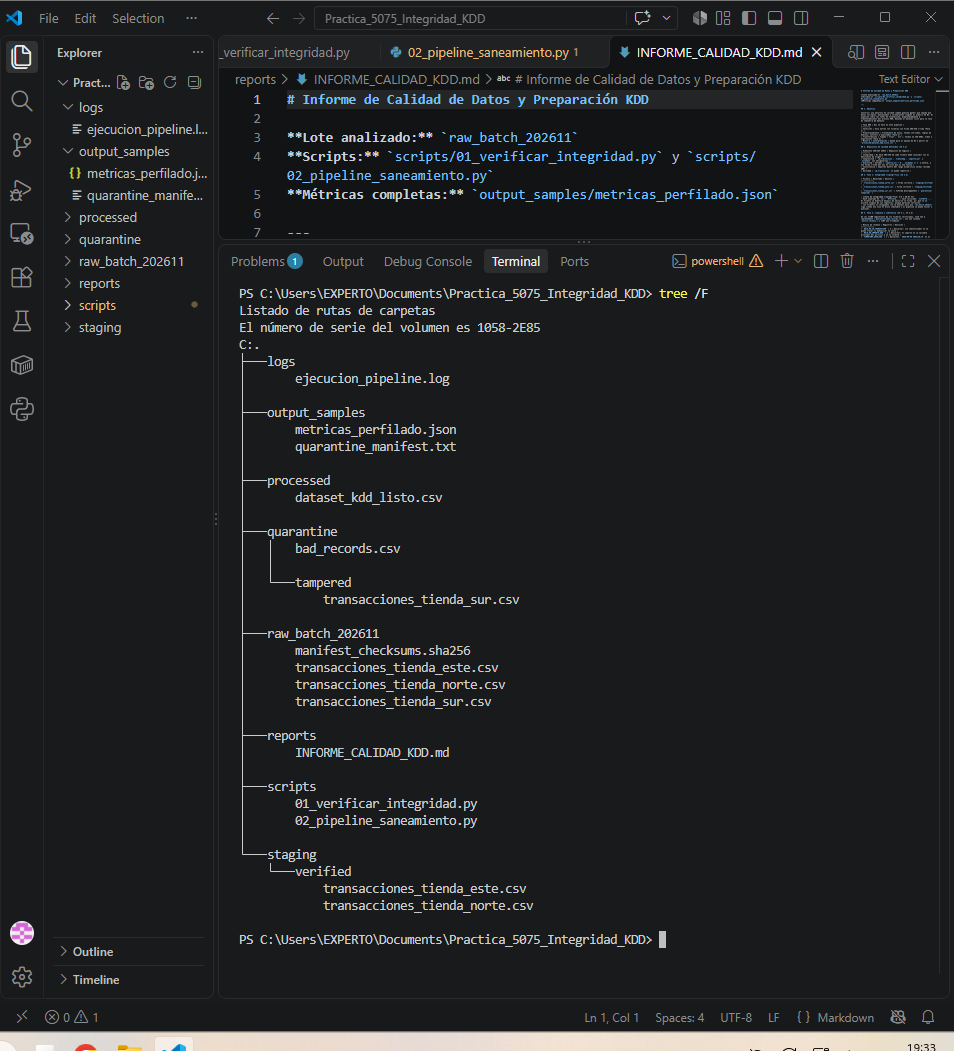 File Edit Selection ··· Practica_5075_Integridad_KDD
Explorer ···
Pract...
logs
ejecucion_pipeline.l...
output_samples
{} metricas_perfilado.j...
quarantine_manife...
processed
quarantine
raw_batch_202611
reports
scripts
staging
Outline
Timeline
_verificar_integridad.py 02_pipeline_saneamiento.py 1 INFORME_CALIDAD_KDD.md
reports > INFORME_CALIDAD_KDD.md > abc # Informe de Calidad de Datos y Preparación KDD Text Editor
1 # Informe de Calidad de Datos y Preparación KDD
2
3 **Lote analizado:** `raw_batch_202611`
4 **Scripts:** `scripts/01_verificar_integridad.py` y `scripts/
02_pipeline_saneamiento.py`
5 **Métricas completas:** `output_samples/metricas_perfilado.json`
6
7 ---
Problems 1 Output Debug Console Terminal Ports powershell
PS C:\Users\EXPERTO\Documents\Practica_5075_Integridad_KDD> tree /F
Listado de rutas de carpetas
El número de serie del volumen es 1058-2E85
C:.
├───logs
ejecucion_pipeline.log
├───output_samples
metricas_perfilado.json
quarantine_manifest.txt
├───processed
dataset_kdd_listo.csv
├───quarantine
bad_records.csv
└───tampered
transacciones_tienda_sur.csv
├───raw_batch_202611
manifest_checksums.sha256
transacciones_tienda_este.csv
transacciones_tienda_norte.csv
transacciones_tienda_sur.csv
├───reports
INFORME_CALIDAD_KDD.md
├───scripts
01_verificar_integridad.py
02_pipeline_saneamiento.py
└───staging
└───verified
transacciones_tienda_este.csv
transacciones_tienda_norte.csv
PS C:\Users\EXPERTO\Documents\Practica_5075_Integridad_KDD>
0 1 Ln 1, Col 1 Spaces: 4 UTF-8 LF {} Markdown
19:33